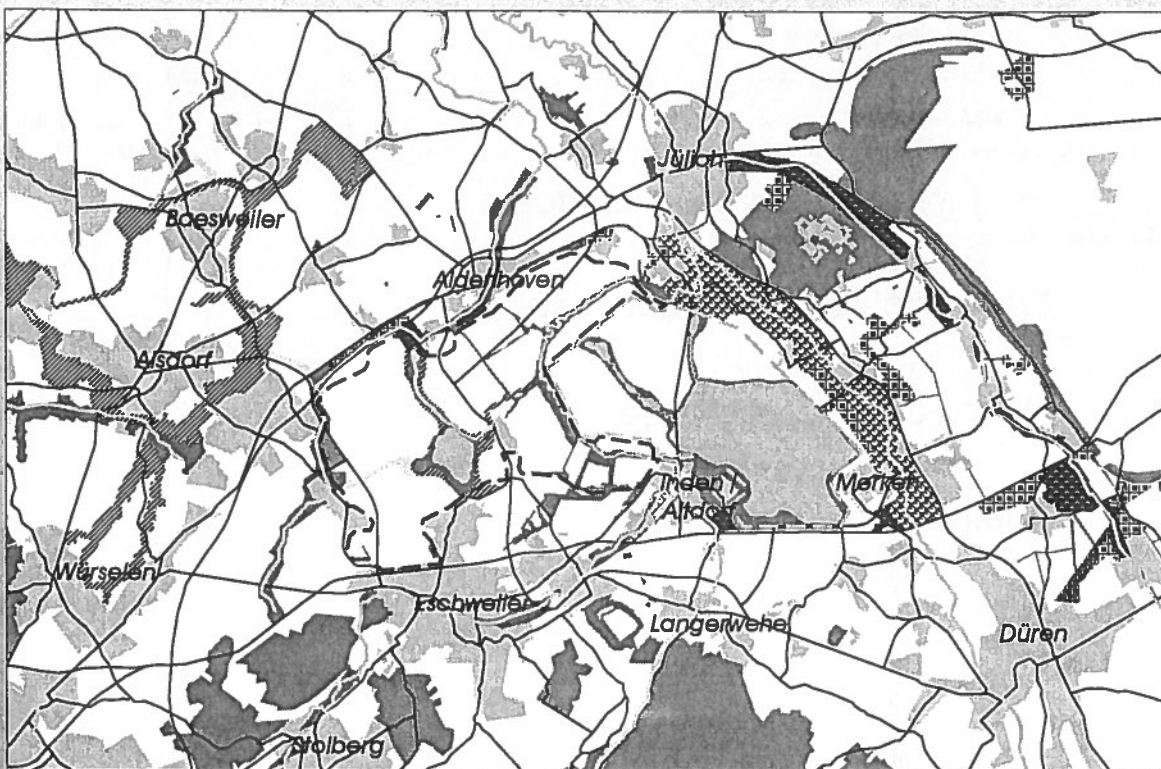 Jülich
Baesweiler
Aldenhoven
Alsdorf
Inden /
Altdorf
Merken
Würselen
Eschweiler
Langerwehe
Düren
Stolberg